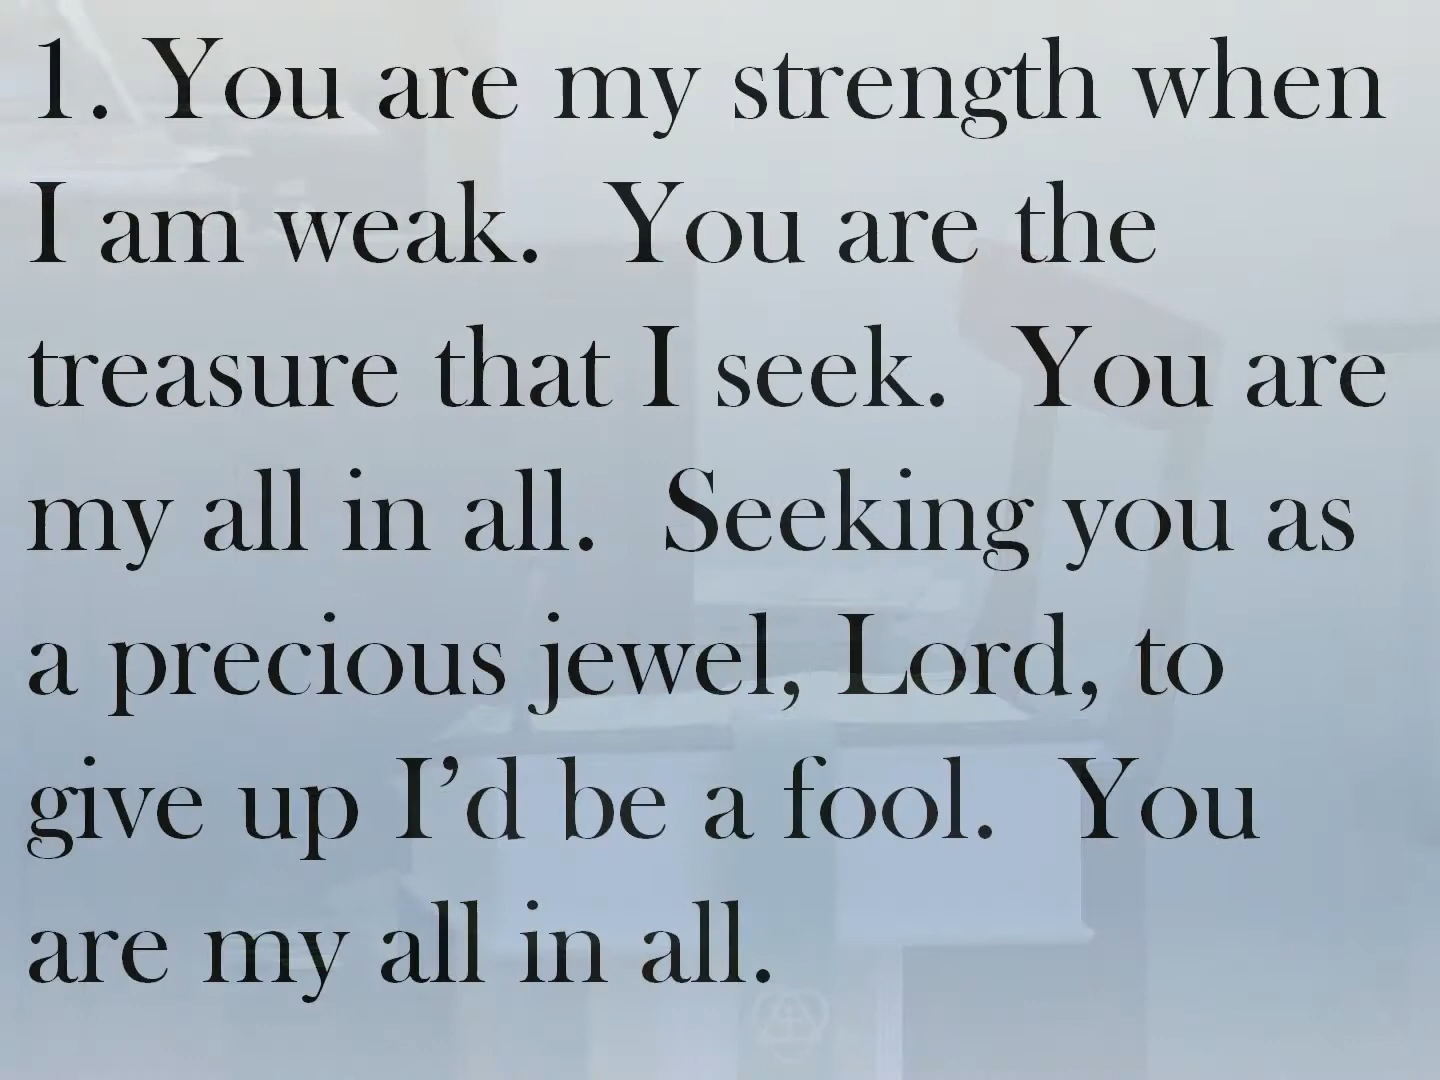 1. You are my strength when
I am weak.  You are the
treasure that I seek.  You are
my all in all.  Seeking you as
a precious jewel, Lord, to
give up I’d be a fool.  You
are my all in all.